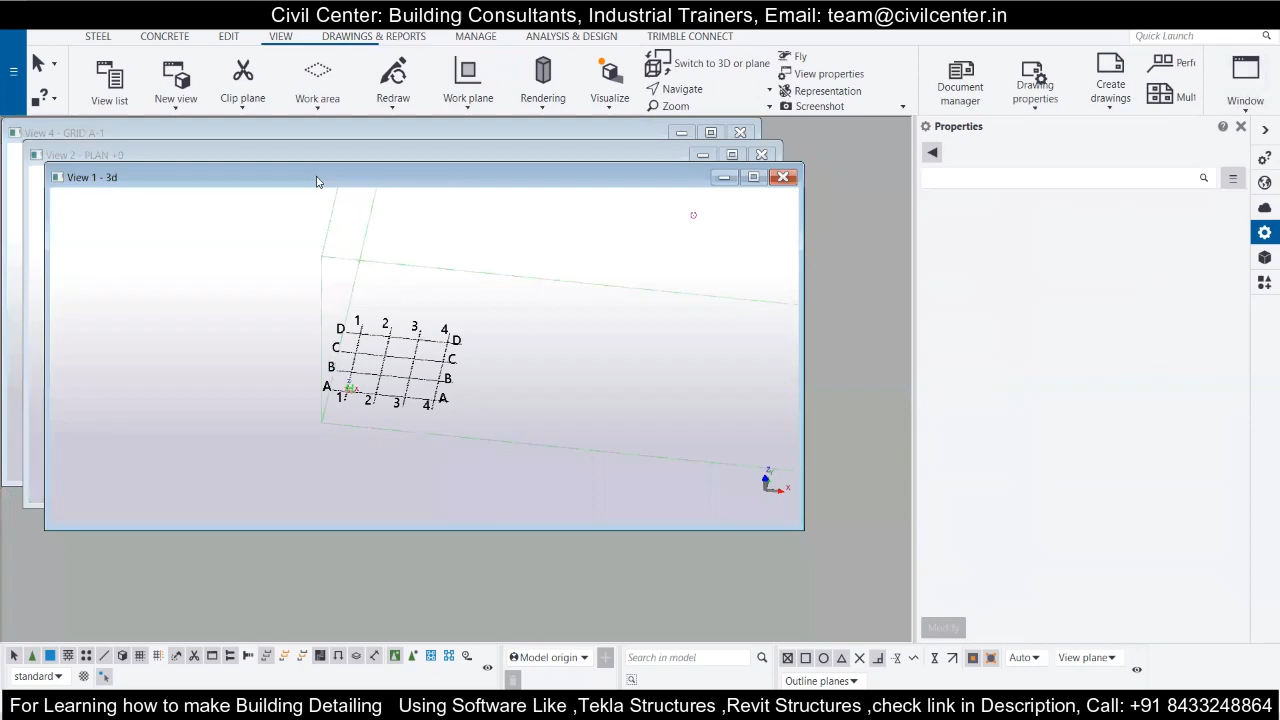 Civil Center: Building Consultants, Industrial Trainers, Email: team@civilcenter.in
STEEL CONCRETE EDIT VIEW DRAWINGS & REPORTS MANAGE ANALYSIS & DESIGN TRIMBLE CONNECT Quick Launch
View list
New view
Clip plane
Work area
Redraw
Work plane
Rendering
Visualize
Switch to 3D or plane
Navigate
Zoom
Fly
View properties
Representation
Screenshot
Document manager
Drawing properties
Create drawings
Perf
Mult
Window
View 4 - GRID A-1
View 2 - PLAN +0
View 1 - 3d
Properties
1 2 3 4
D D
C C
B B
A A
1 2 3 4
z
x
Modify
Model origin
Search in model
Auto
View plane
standard
Outline planes
For Learning how to make Building Detailing Using Software Like ,Tekla Structures ,Revit Structures ,check link in Description, Call: +91 8433248864